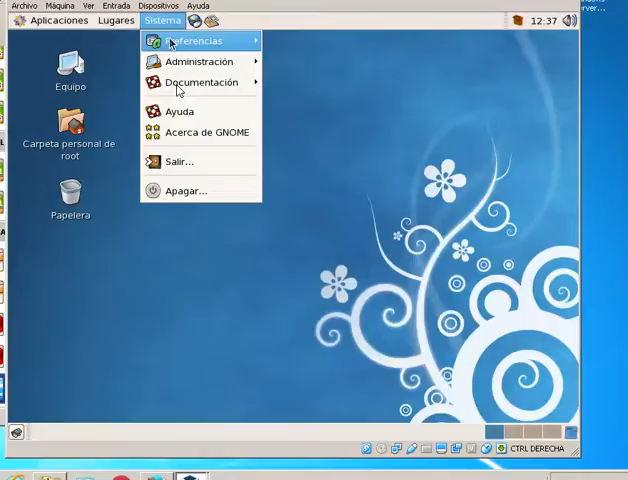 Archivo Máquina Ver Entrada Dispositivos Ayuda
Aplicaciones Lugares Sistema 12:37
Preferencias
Administración
Documentación
Ayuda
Acerca de GNOME
Salir...
Apagar...
Equipo
Carpeta personal de
root
Papelera
CTRL DERECHA